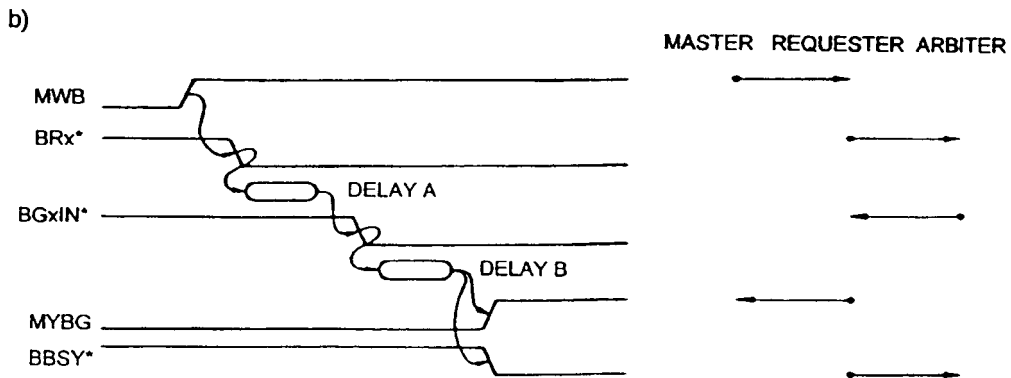 b)
MASTER REQUESTER ARBITER
MWB
BRx*
DELAY A
BGxIN*
DELAY B
MYBG
BBSY*